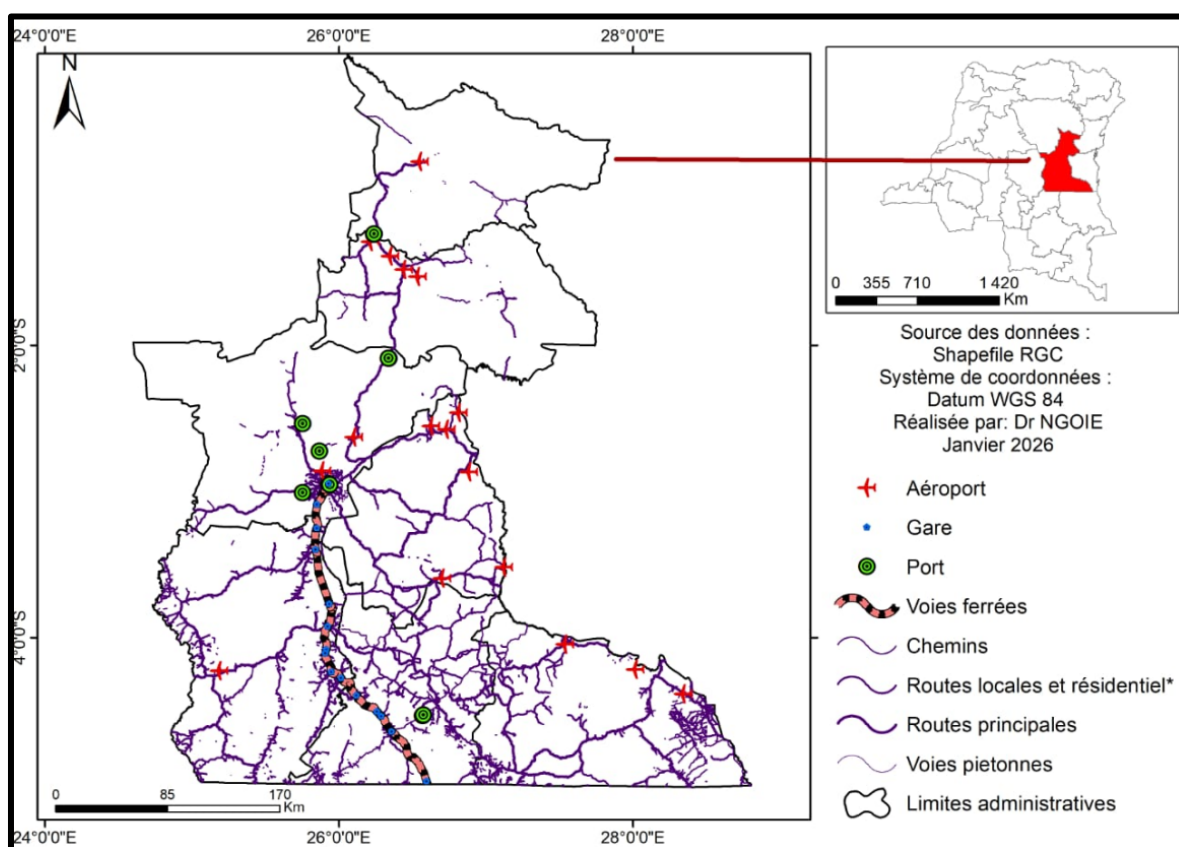 24°0'0"E 26°0'0"E 28°0'0"E
N
2°0'0"S
4°0'0"S
0 85 170
Km
24°0'0"E 26°0'0"E 28°0'0"E
0 355 710 1 420
Km
Source des données :
Shapefile RGC
Système de coordonnées :
Datum WGS 84
Réalisée par: Dr NGOIE
Janvier 2026
Aéroport
Gare
Port
Voies ferrées
Chemins
Routes locales et résidentiel*
Routes principales
Voies pietonnes
Limites administratives